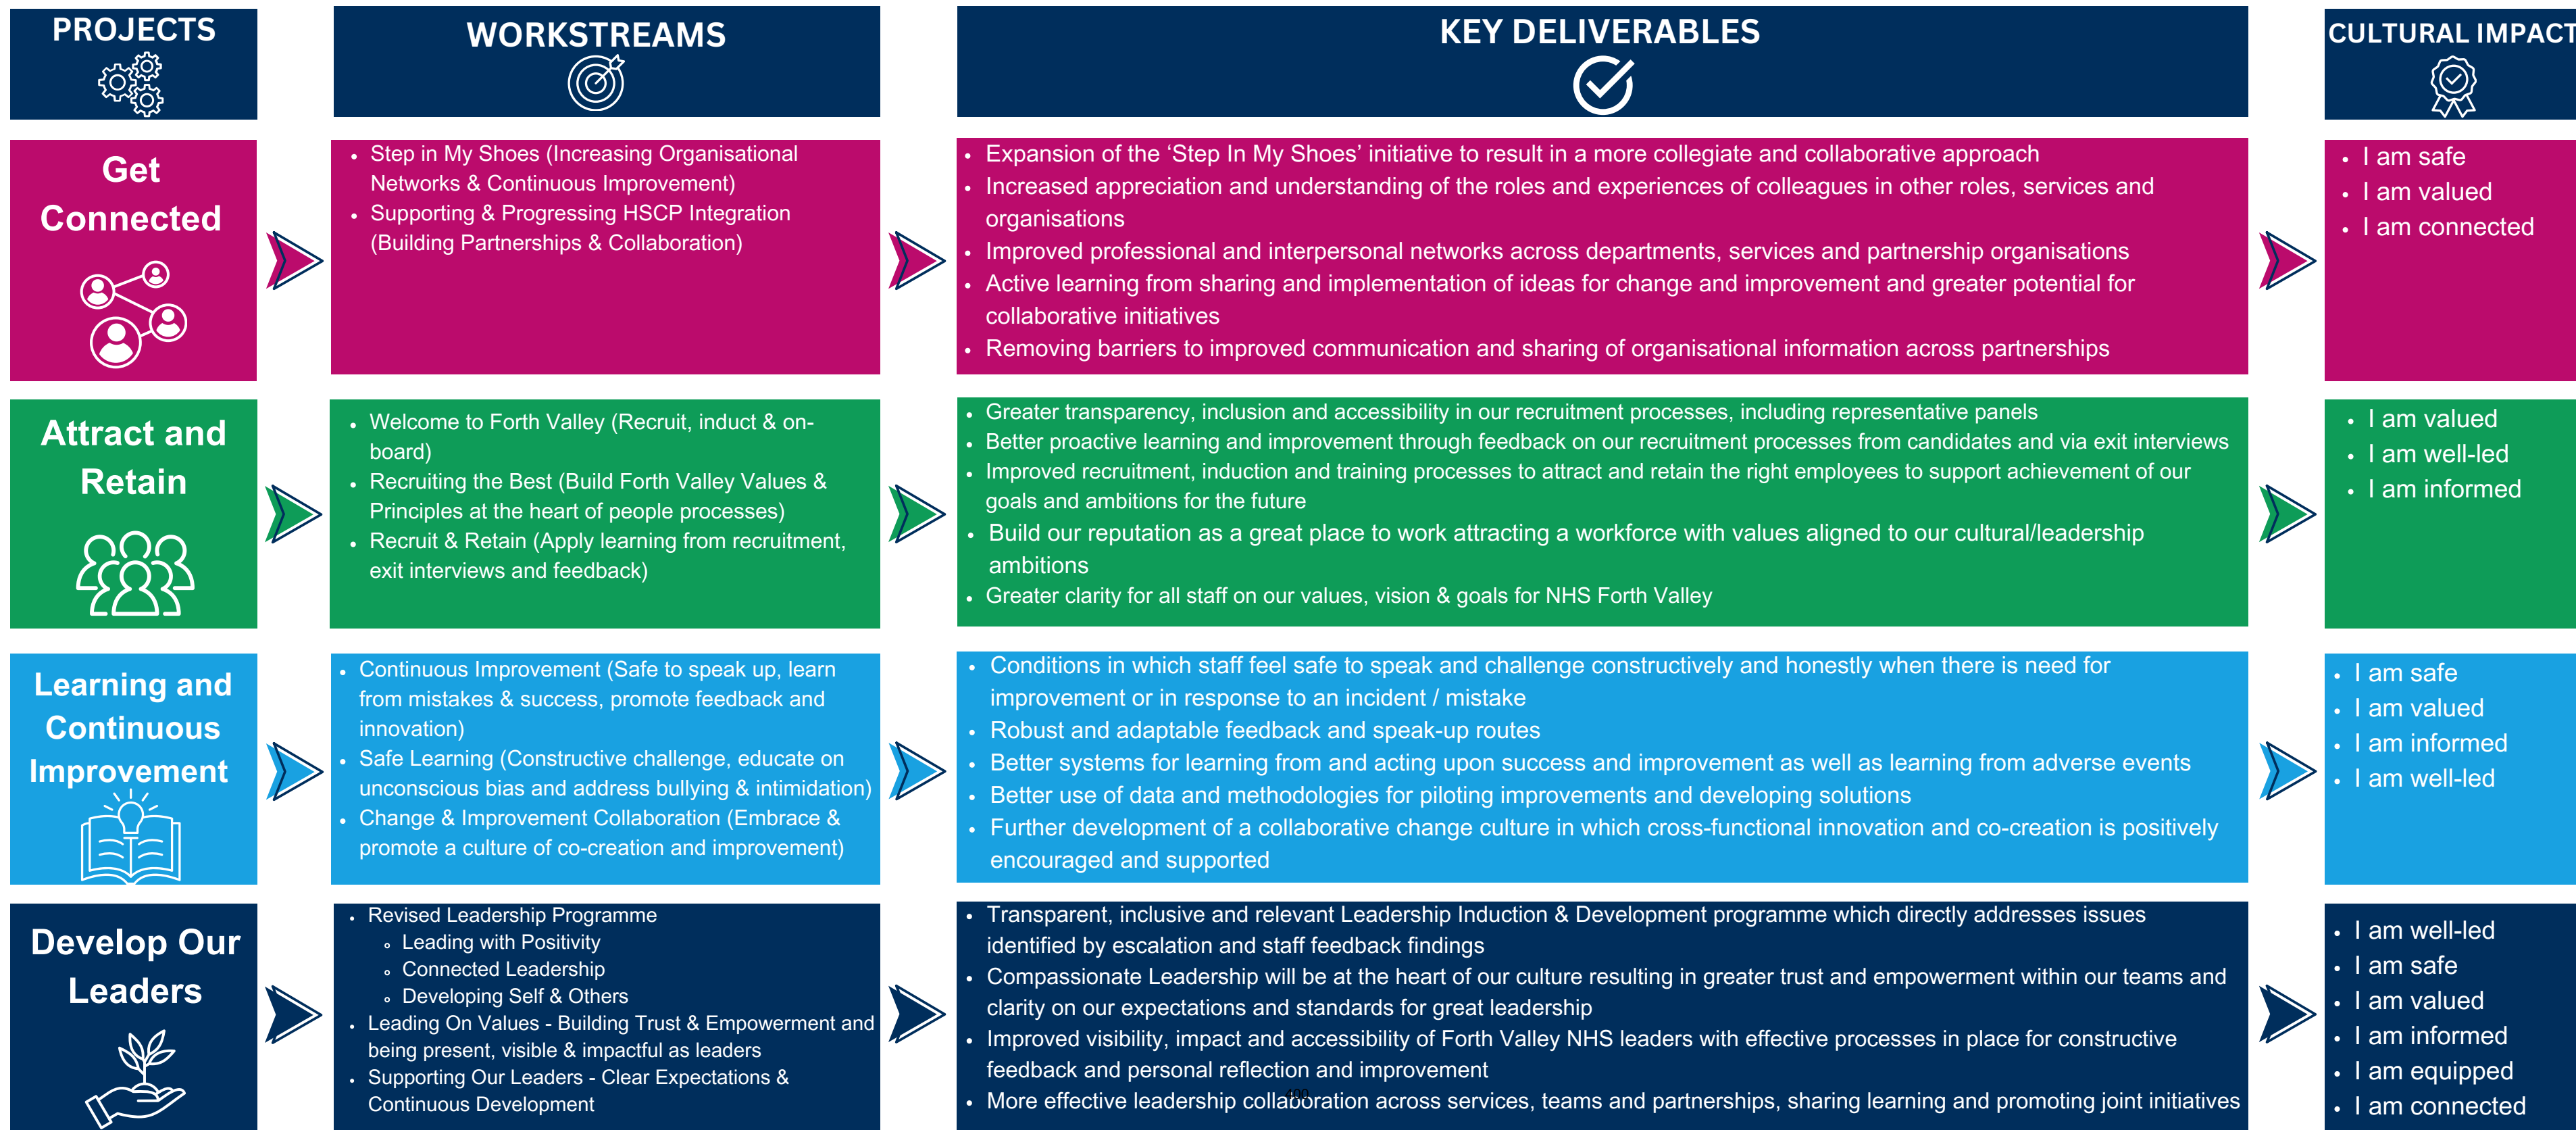 PROJECTS
WORKSTREAMS
KEY DELIVERABLES
CULTURAL IMPACT
Get
Connected
Step in My Shoes (Increasing Organisational
Networks & Continuous Improvement)
Supporting & Progressing HSCP Integration
(Building Partnerships & Collaboration)
Expansion of the ‘Step In My Shoes’ initiative to result in a more collegiate and collaborative approach
Increased appreciation and understanding of the roles and experiences of colleagues in other roles, services and
organisations
Improved professional and interpersonal networks across departments, services and partnership organisations
Active learning from sharing and implementation of ideas for change and improvement and greater potential for
collaborative initiatives
Removing barriers to improved communication and sharing of organisational information across partnerships
I am safe
I am valued
I am connected
Attract and
Retain
Welcome to Forth Valley (Recruit, induct & on-
board)
Recruiting the Best (Build Forth Valley Values &
Principles at the heart of people processes)
Recruit & Retain (Apply learning from recruitment,
exit interviews and feedback)
Greater transparency, inclusion and accessibility in our recruitment processes, including representative panels
Better proactive learning and improvement through feedback on our recruitment processes from candidates and via exit interviews
Improved recruitment, induction and training processes to attract and retain the right employees to support achievement of our
goals and ambitions for the future
Build our reputation as a great place to work attracting a workforce with values aligned to our cultural/leadership
ambitions
Greater clarity for all staff on our values, vision & goals for NHS Forth Valley
I am valued
I am well-led
I am informed
Learning and
Continuous
Improvement
Continuous Improvement (Safe to speak up, learn
from mistakes & success, promote feedback and
innovation)
Safe Learning (Constructive challenge, educate on
unconscious bias and address bullying & intimidation)
Change & Improvement Collaboration (Embrace &
promote a culture of co-creation and improvement)
Conditions in which staff feel safe to speak and challenge constructively and honestly when there is need for
improvement or in response to an incident / mistake
Robust and adaptable feedback and speak-up routes
Better systems for learning from and acting upon success and improvement as well as learning from adverse events
Better use of data and methodologies for piloting improvements and developing solutions
Further development of a collaborative change culture in which cross-functional innovation and co-creation is positively
encouraged and supported
I am safe
I am valued
I am informed
I am well-led
Develop Our
Leaders
Revised Leadership Programme
Leading with Positivity
Connected Leadership
Developing Self & Others
Leading On Values - Building Trust & Empowerment and
being present, visible & impactful as leaders
Supporting Our Leaders - Clear Expectations &
Continuous Development
Transparent, inclusive and relevant Leadership Induction & Development programme which directly addresses issues
identified by escalation and staff feedback findings
Compassionate Leadership will be at the heart of our culture resulting in greater trust and empowerment within our teams and
clarity on our expectations and standards for great leadership
Improved visibility, impact and accessibility of Forth Valley NHS leaders with effective processes in place for constructive
feedback and personal reflection and improvement
More effective leadership collaboration across services, teams and partnerships, sharing learning and promoting joint initiatives
I am well-led
I am safe
I am valued
I am informed
I am equipped
I am connected